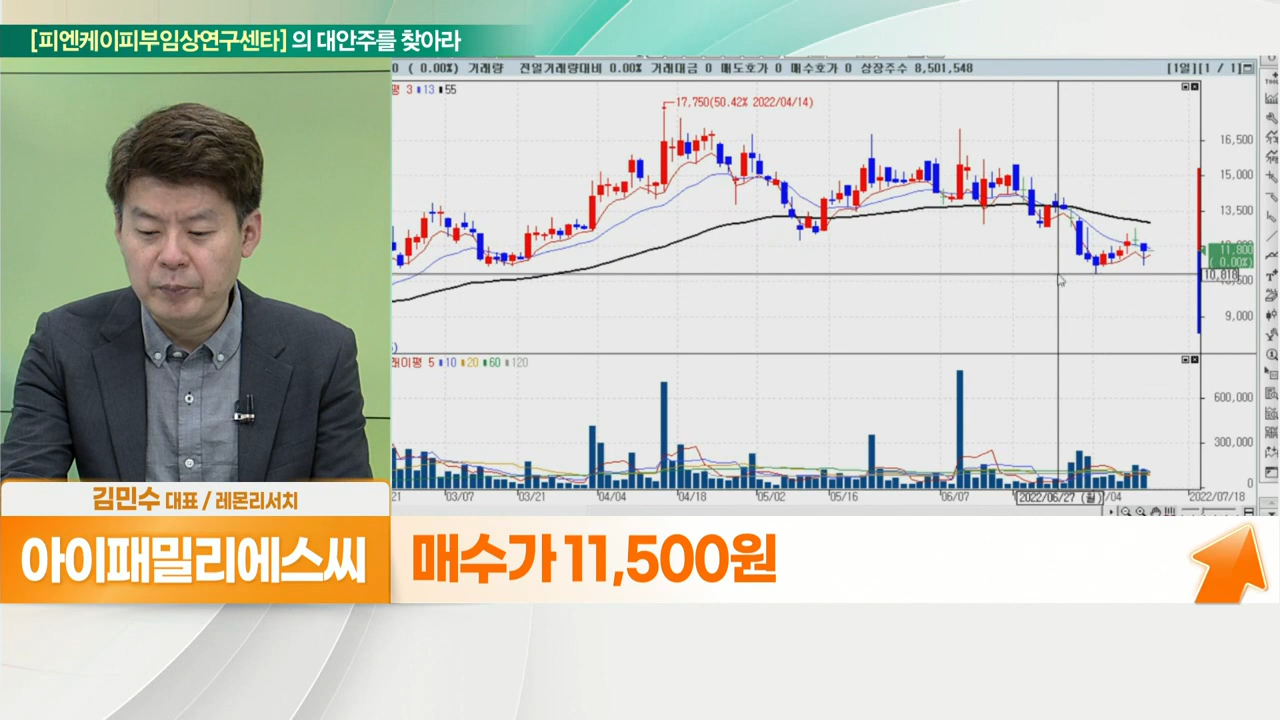 [피엔케이피부임상연구센타] 의 대안주를 찾아라
0 ( 0.00%) 거래량 전일거래량대비 0.00% 거래대금 0 매도호가 0 매수호가 0 상장주수 8,501,548 [1일][1 / 1]
평 3 13 55
17,750(50.42% 2022/04/14)
16,500
15,000
13,500
11,800
( 0.00%)
10,818
9,000
레이평 5 10 20 60 120
600,000
300,000
0
21 03/07 03/21 04/04 04/18 05/02 05/16 06/07 2022/06/27 (월) /04 2022/07/18
김민수 대표 / 레몬리서치
아이패밀리에스씨 매수가 11,500원